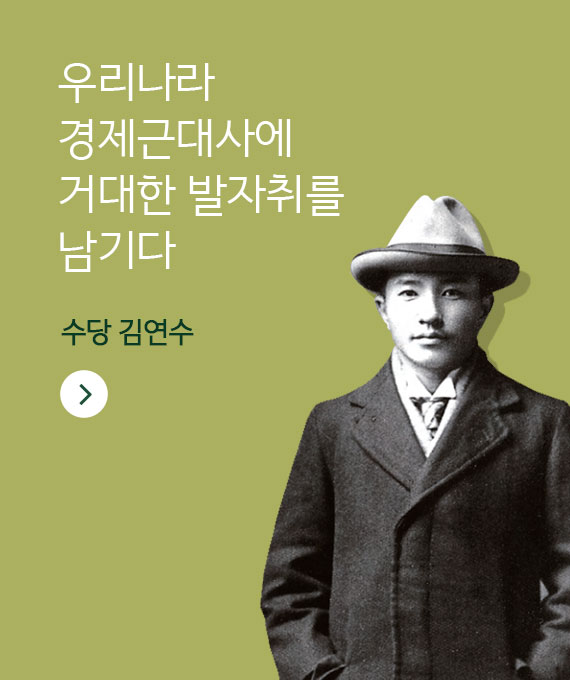 우리나라
경제근대사에
거대한 발자취를
남기다
수당 김연수